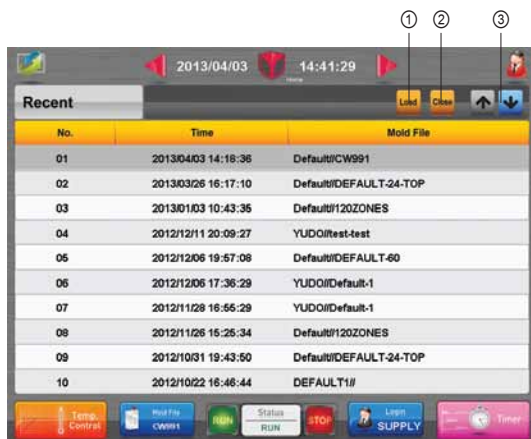 ① ② ③
2013/04/03 14:41:29
Home
Recent Load Close
No. Time Mold File
01 2013/04/03 14:18:36 Default//CW991
02 2013/03/26 16:17:10 Default//DEFAULT-24-TOP
03 2013/01/03 10:43:35 Default//120ZONES
04 2012/12/11 20:09:27 YUDO//test-test
05 2012/12/06 19:57:08 Default//DEFAULT-60
06 2012/12/06 17:36:29 YUDO//Default-1
07 2012/11/28 16:55:29 YUDO//Default-1
08 2012/11/26 15:25:34 Default//120ZONES
09 2012/10/31 19:43:50 Default//DEFAULT-24-TOP
10 2012/10/22 16:46:44 DEFAULT1//
Temp. Control Mold File CW991 RUN Status RUN STOP Login SUPPLY Timer